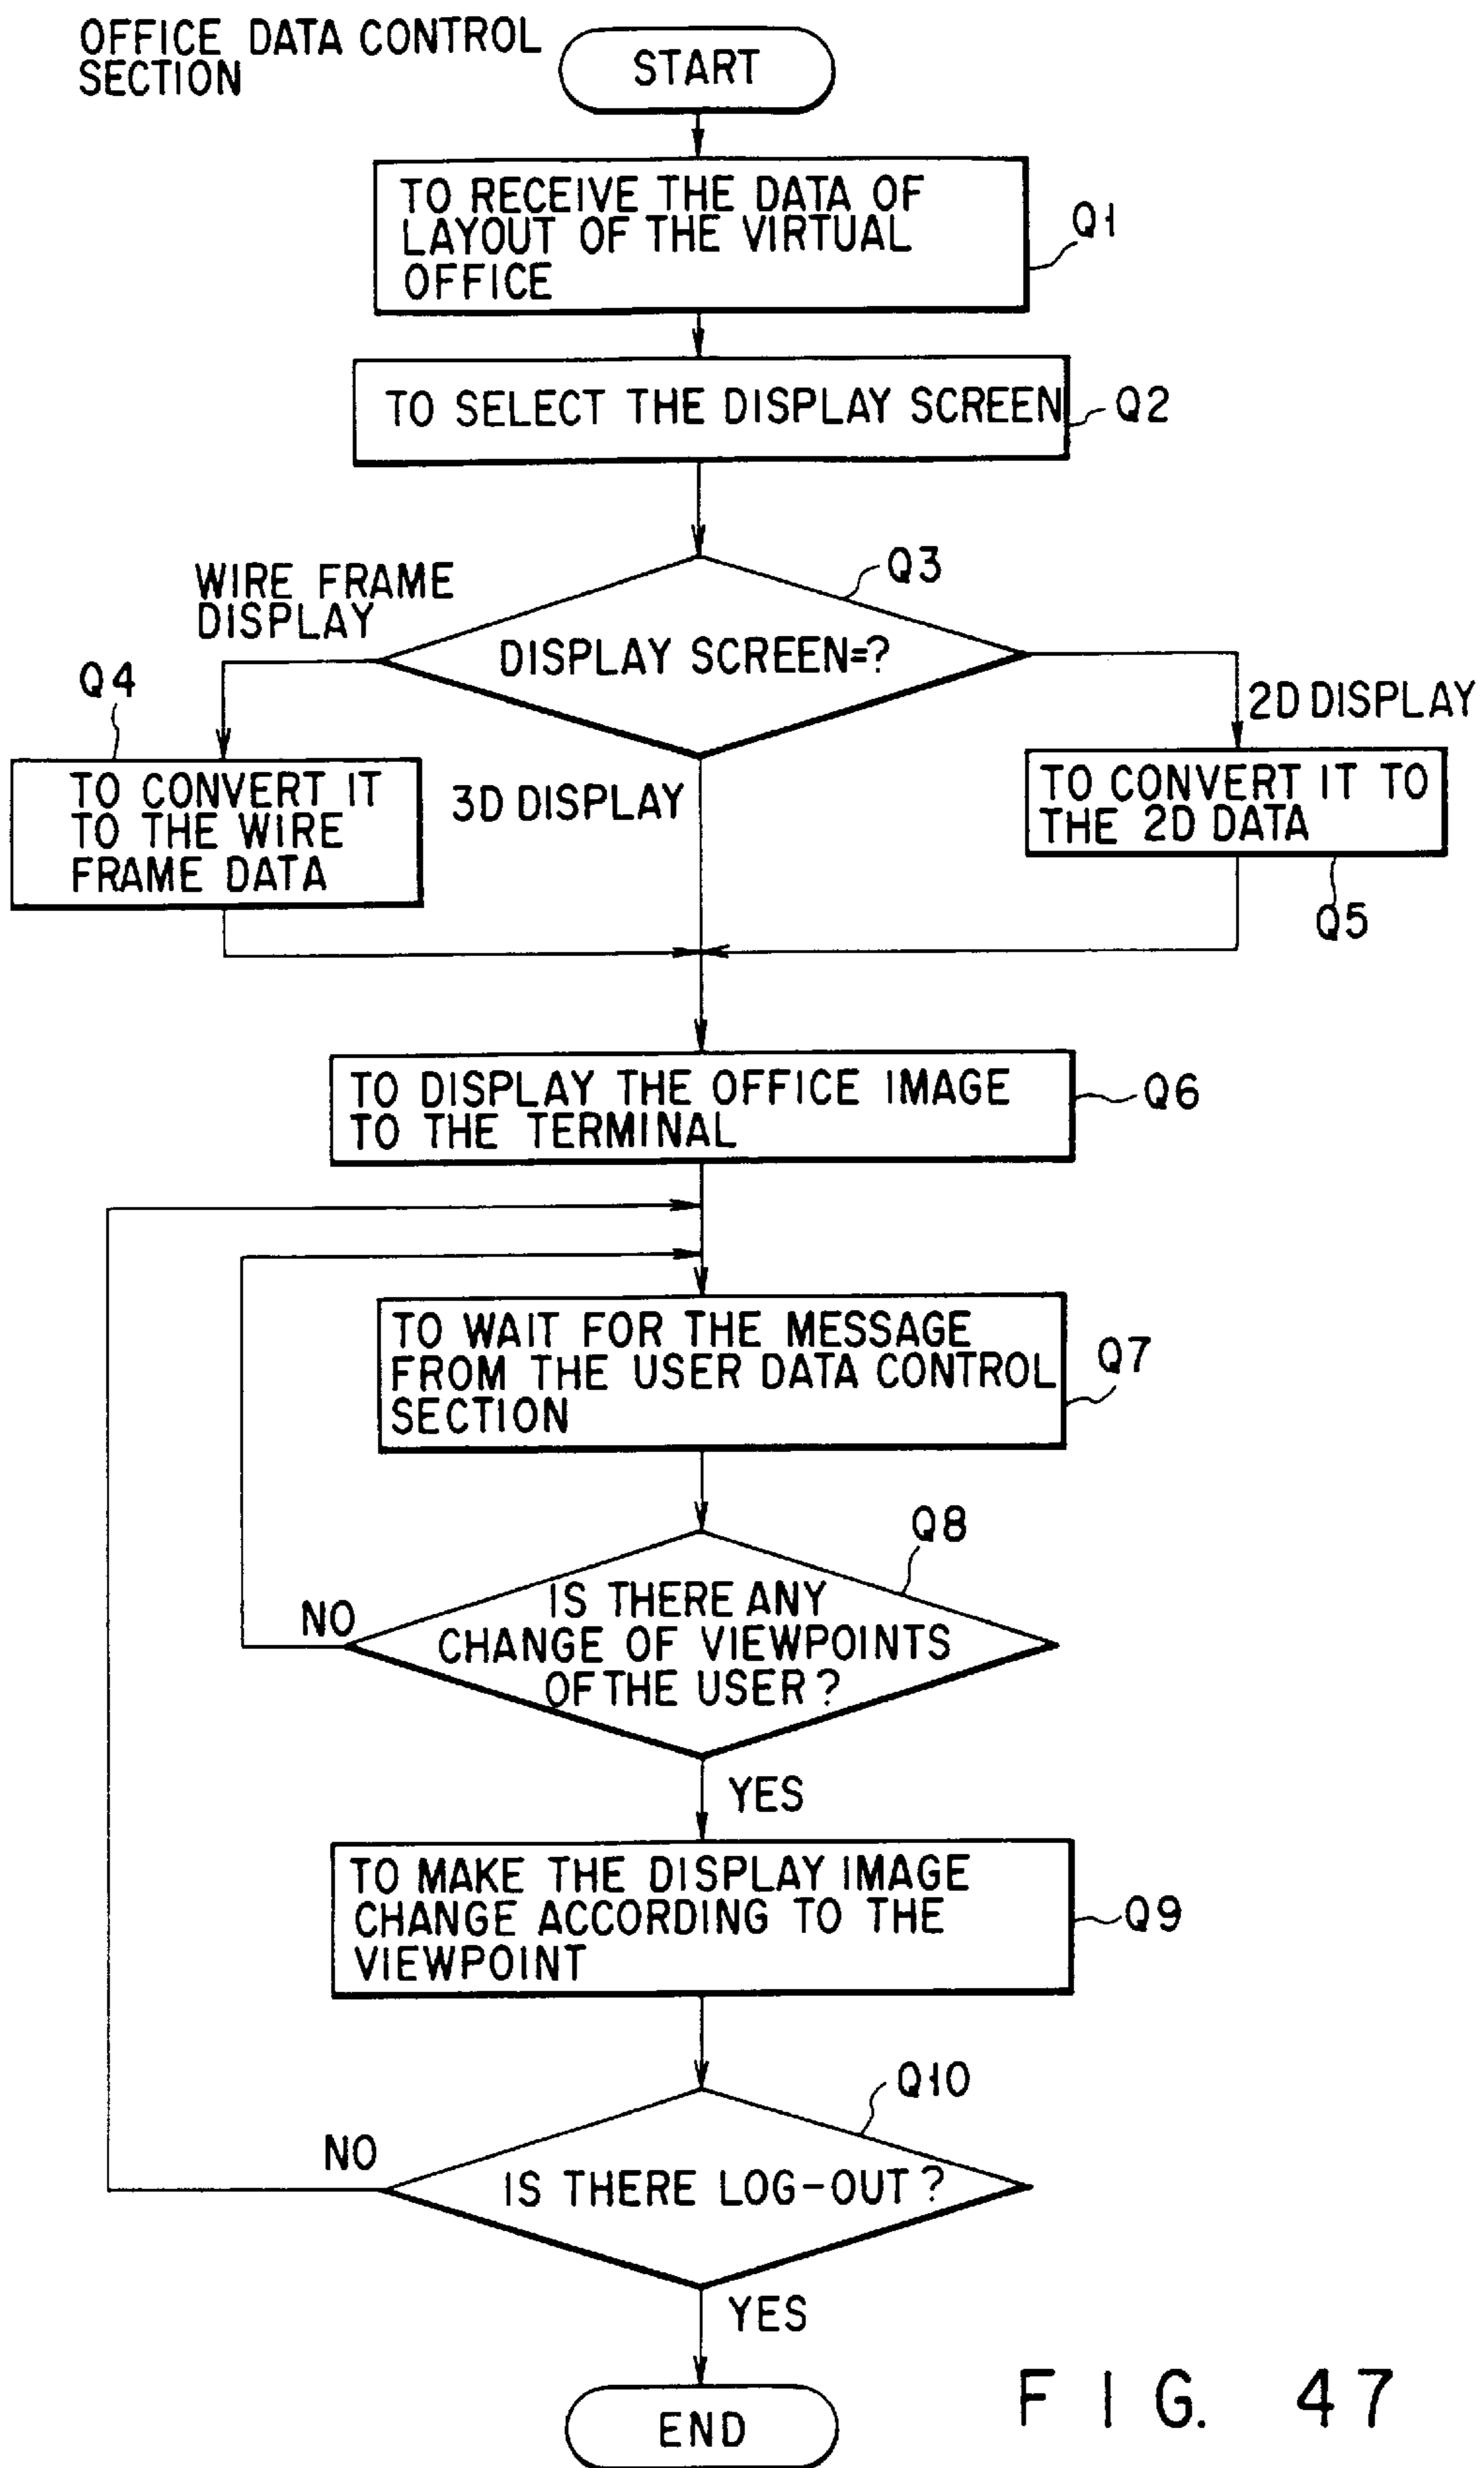 OFFICE DATA CONTROL
SECTION
START
TO RECEIVE THE DATA OF
LAYOUT OF THE VIRTUAL
OFFICE
Q1
TO SELECT THE DISPLAY SCREEN
Q2
Q3
WIRE FRAME
DISPLAY
DISPLAY SCREEN=?
2D DISPLAY
Q4
TO CONVERT IT
TO THE WIRE
FRAME DATA
3D DISPLAY
TO CONVERT IT TO
THE 2D DATA
Q5
TO DISPLAY THE OFFICE IMAGE
TO THE TERMINAL
Q6
TO WAIT FOR THE MESSAGE
FROM THE USER DATA CONTROL
SECTION
Q7
Q8
NO
IS THERE ANY
CHANGE OF VIEWPOINTS
OF THE USER?
YES
TO MAKE THE DISPLAY IMAGE
CHANGE ACCORDING TO THE
VIEWPOINT
Q9
Q10
NO
IS THERE LOG-OUT?
YES
END
FIG. 47